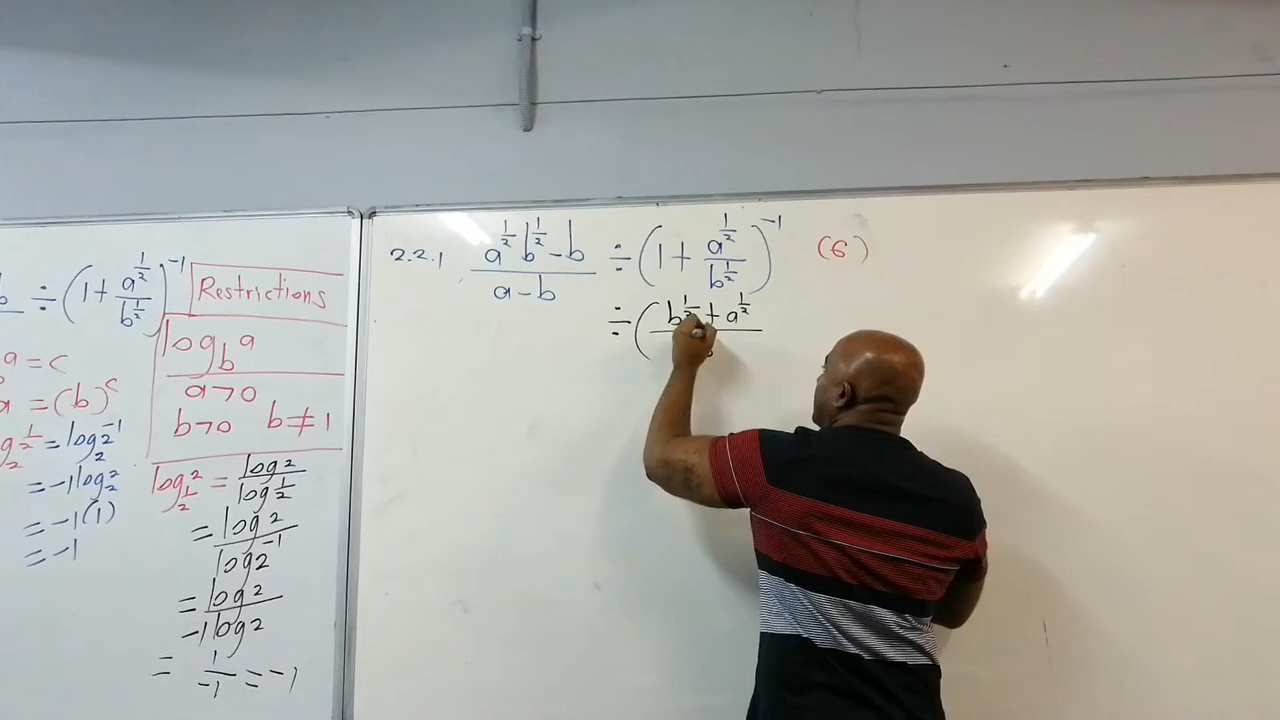 b ÷ (1 + a^½/b^½)^-1
Restrictions
log_b a
a = c
a > 0
a = (b)^c
b > 0 b ≠ 1
log_2 ½ = log_2 2^-1
= -1 log_2 2
= -1(1)
= -1
log_½ 2 = log 2 / log ½
= log 2 / log 2^-1
= log 2 / -1 log 2
= 1/-1 = -1
2.2.1 (a^½ b^½ - b)/(a - b) ÷ (1 + a^½/b^½)^-1 (6)
÷ ( b^½ + a^½